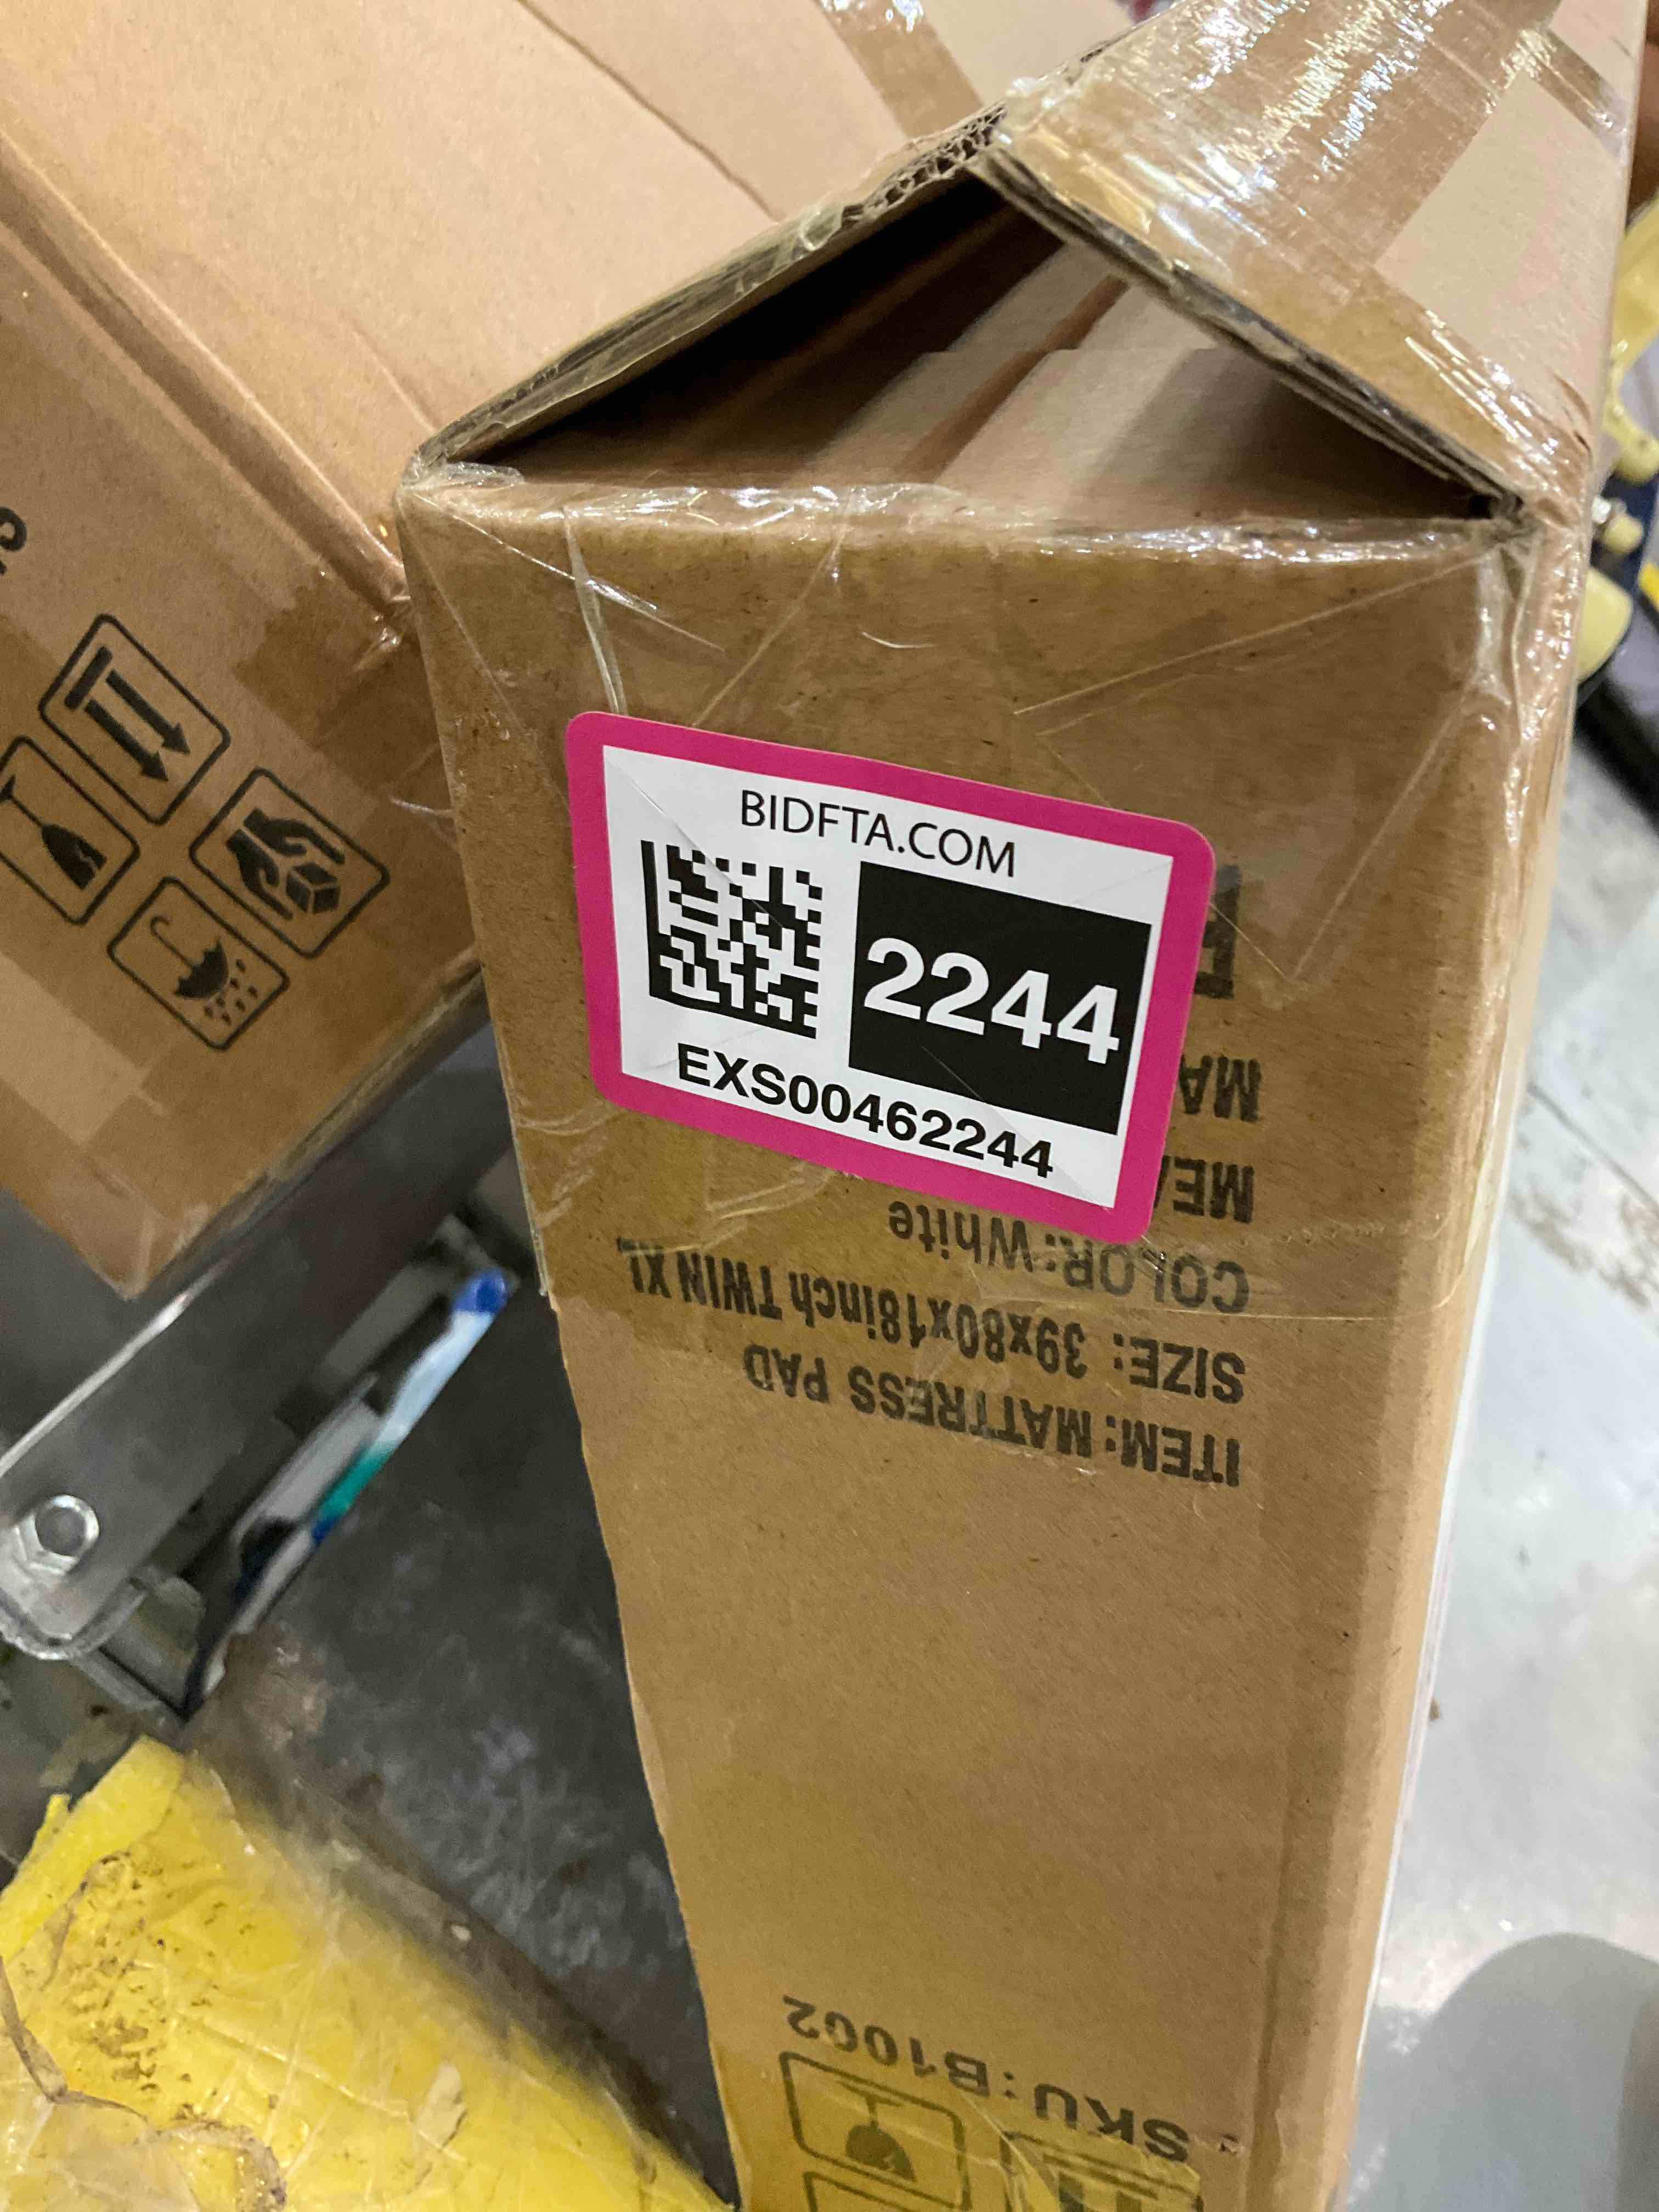 BIDFTA.COM
2244
EXS00462244
ITEM: MATTRESS PAD
SIZE: 39x80x18inch TWIN XL
COLOR: White
SKU: B1002